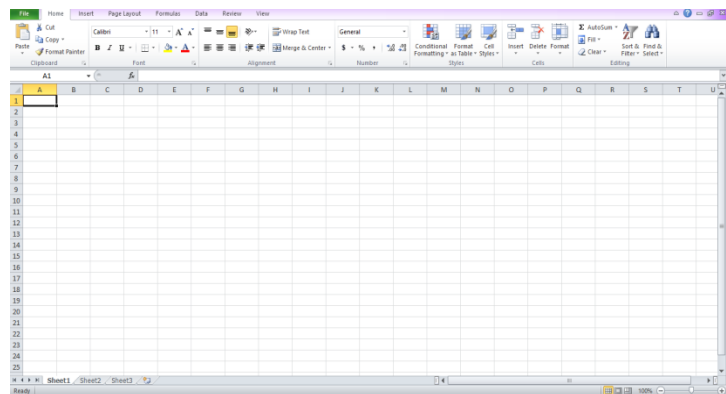 File Home Insert Page Layout Formulas Data Review View
Cut Calibri 11 A A Wrap Text General Σ AutoSum
Copy Fill
Paste Format Painter B I U A Merge & Center $ % , Conditional Formatting Format as Table Cell Styles Insert Delete Format Clear Sort & Filter Find & Select
Clipboard Font Alignment Number Styles Cells Editing
A1 fx
A B C D E F G H I J K L M N O P Q R S T U
1
2
3
4
5
6
7
8
9
10
11
12
13
14
15
16
17
18
19
20
21
22
23
24
25
Sheet1 Sheet2 Sheet3
Ready 100%